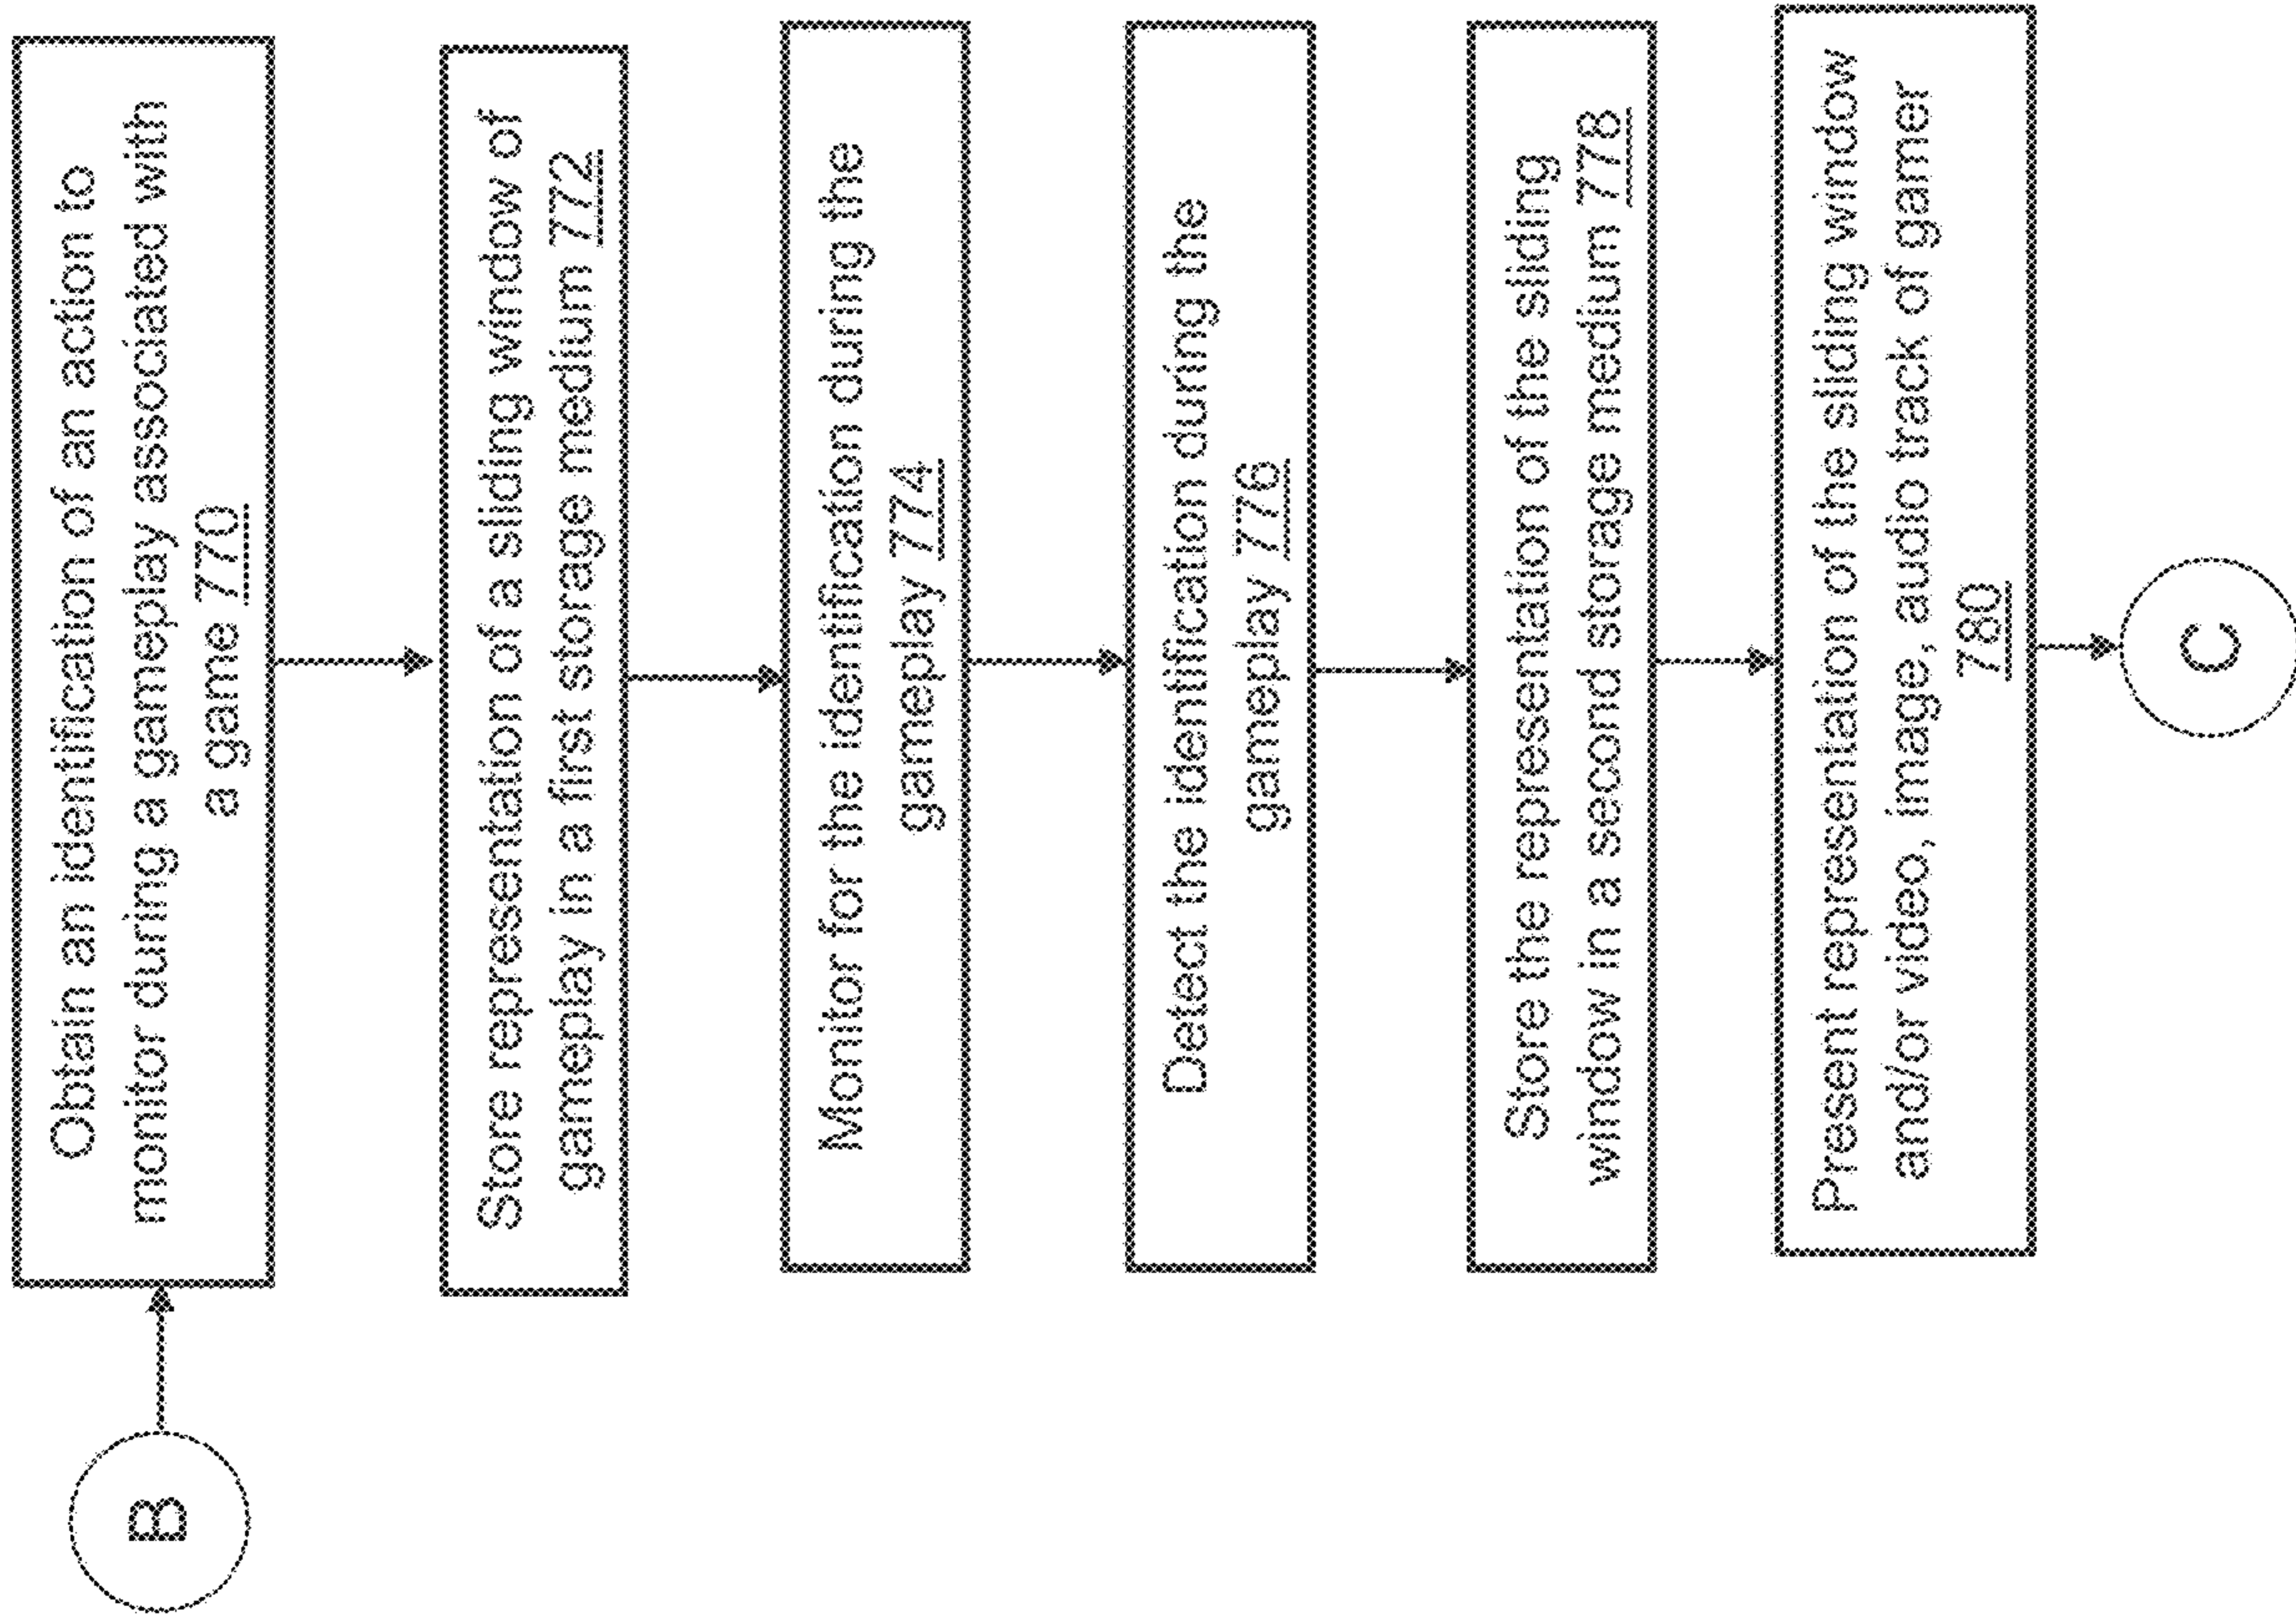 B
Obtain an identification of an action to
monitor during a gameplay associated with
a game 770
Store representation of a sliding window of
gameplay in a first storage medium 772
Monitor for the identification during the
gameplay 774
Detect the identification during the
gameplay 776
Store the representation of the sliding
window in a second storage medium 778
Present representation of the sliding window
and/or video, image, audio track of gamer
780
C